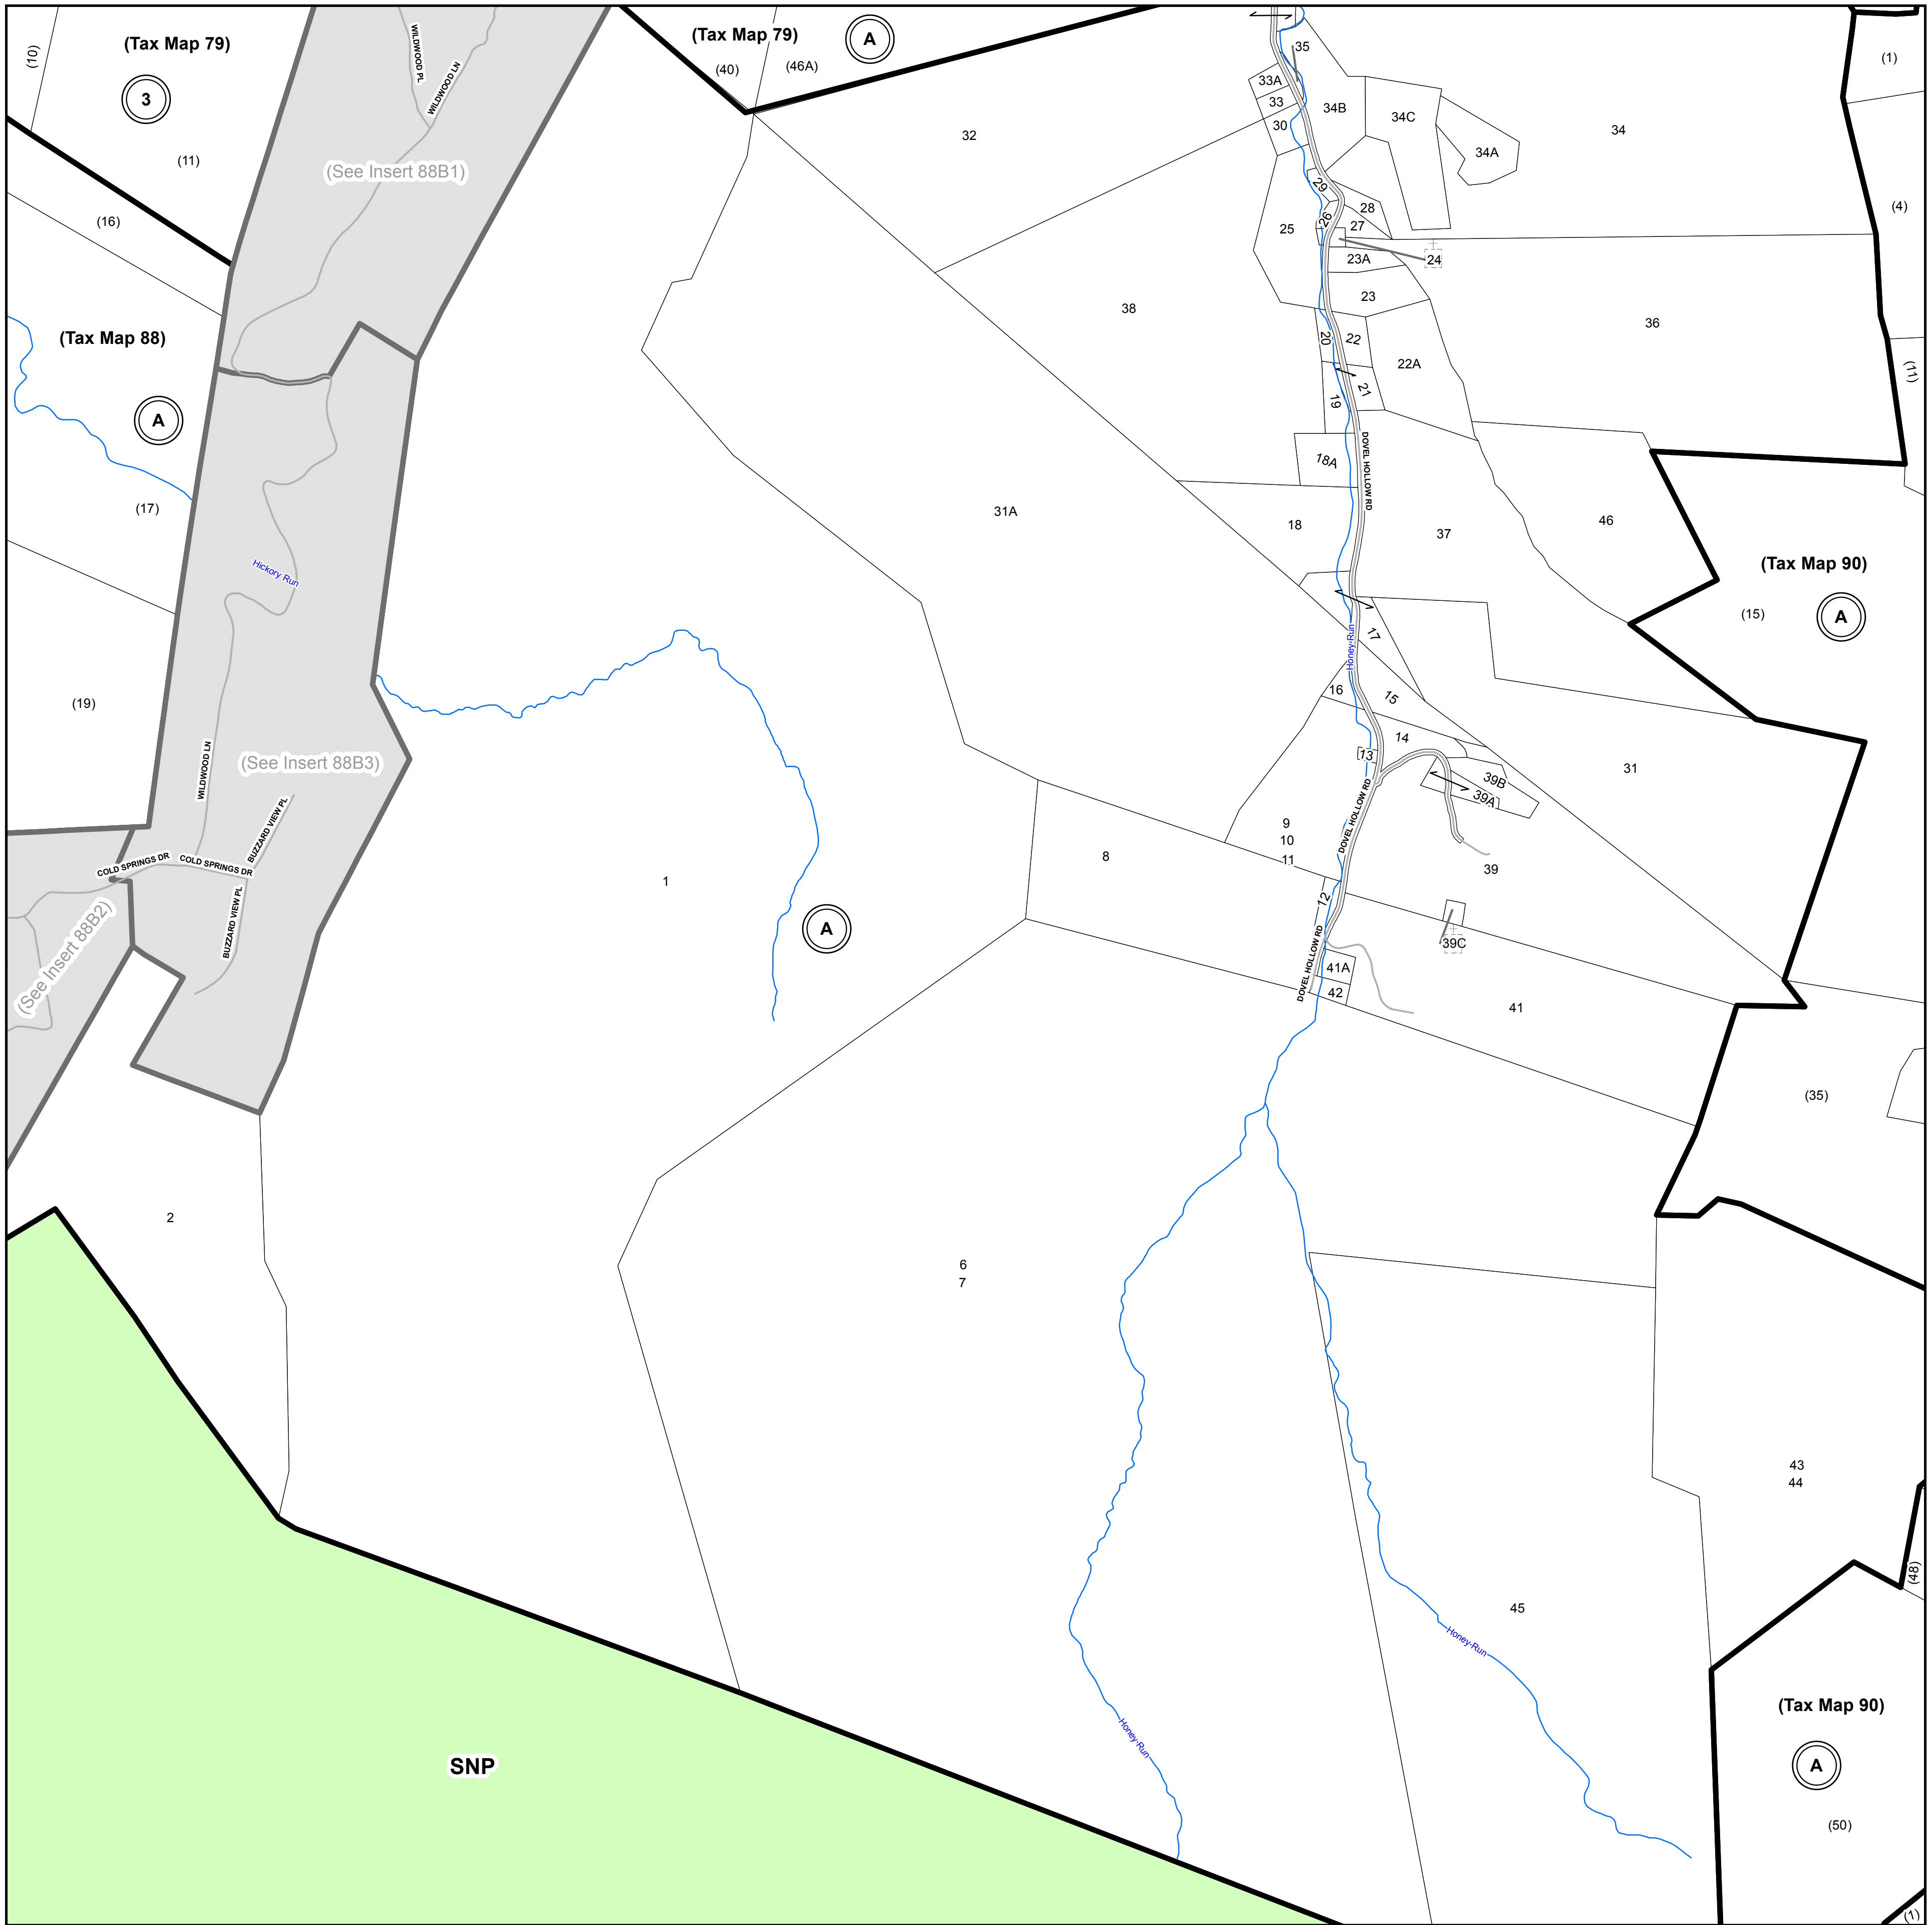 (Tax Map 79)
(10)
3
(11)
WILDWOOD PL
WILDWOOD LN
(See Insert 88B1)
(Tax Map 79)
A
(40)
(46A)
(16)
(Tax Map 88)
A
(17)
(19)
Hickory Run
WILDWOOD LN
(See Insert 88B3)
BUZZARD VIEW PL
COLD SPRINGS DR
COLD SPRINGS DR
BUZZARD VIEW PL
(See Insert 88B2)
32
35
33A
33
30
34B
34C
34A
34
(1)
(4)
29
28
26
27
25
24
23A
23
38
36
20
22
22A
21
19
(11)
18A
DOVEL HOLLOW RD
31A
18
37
46
(Tax Map 90)
A
(15)
17
Honey Run
16
15
14
13
31
39B
39A
DOVEL HOLLOW RD
9
10
11
8
39
1
A
12
DOVEL HOLLOW RD
39C
41A
42
41
(35)
2
6
7
43
44
(48)
45
Honey Run
Honey Run
(Tax Map 90)
A
(50)
(1)
SNP